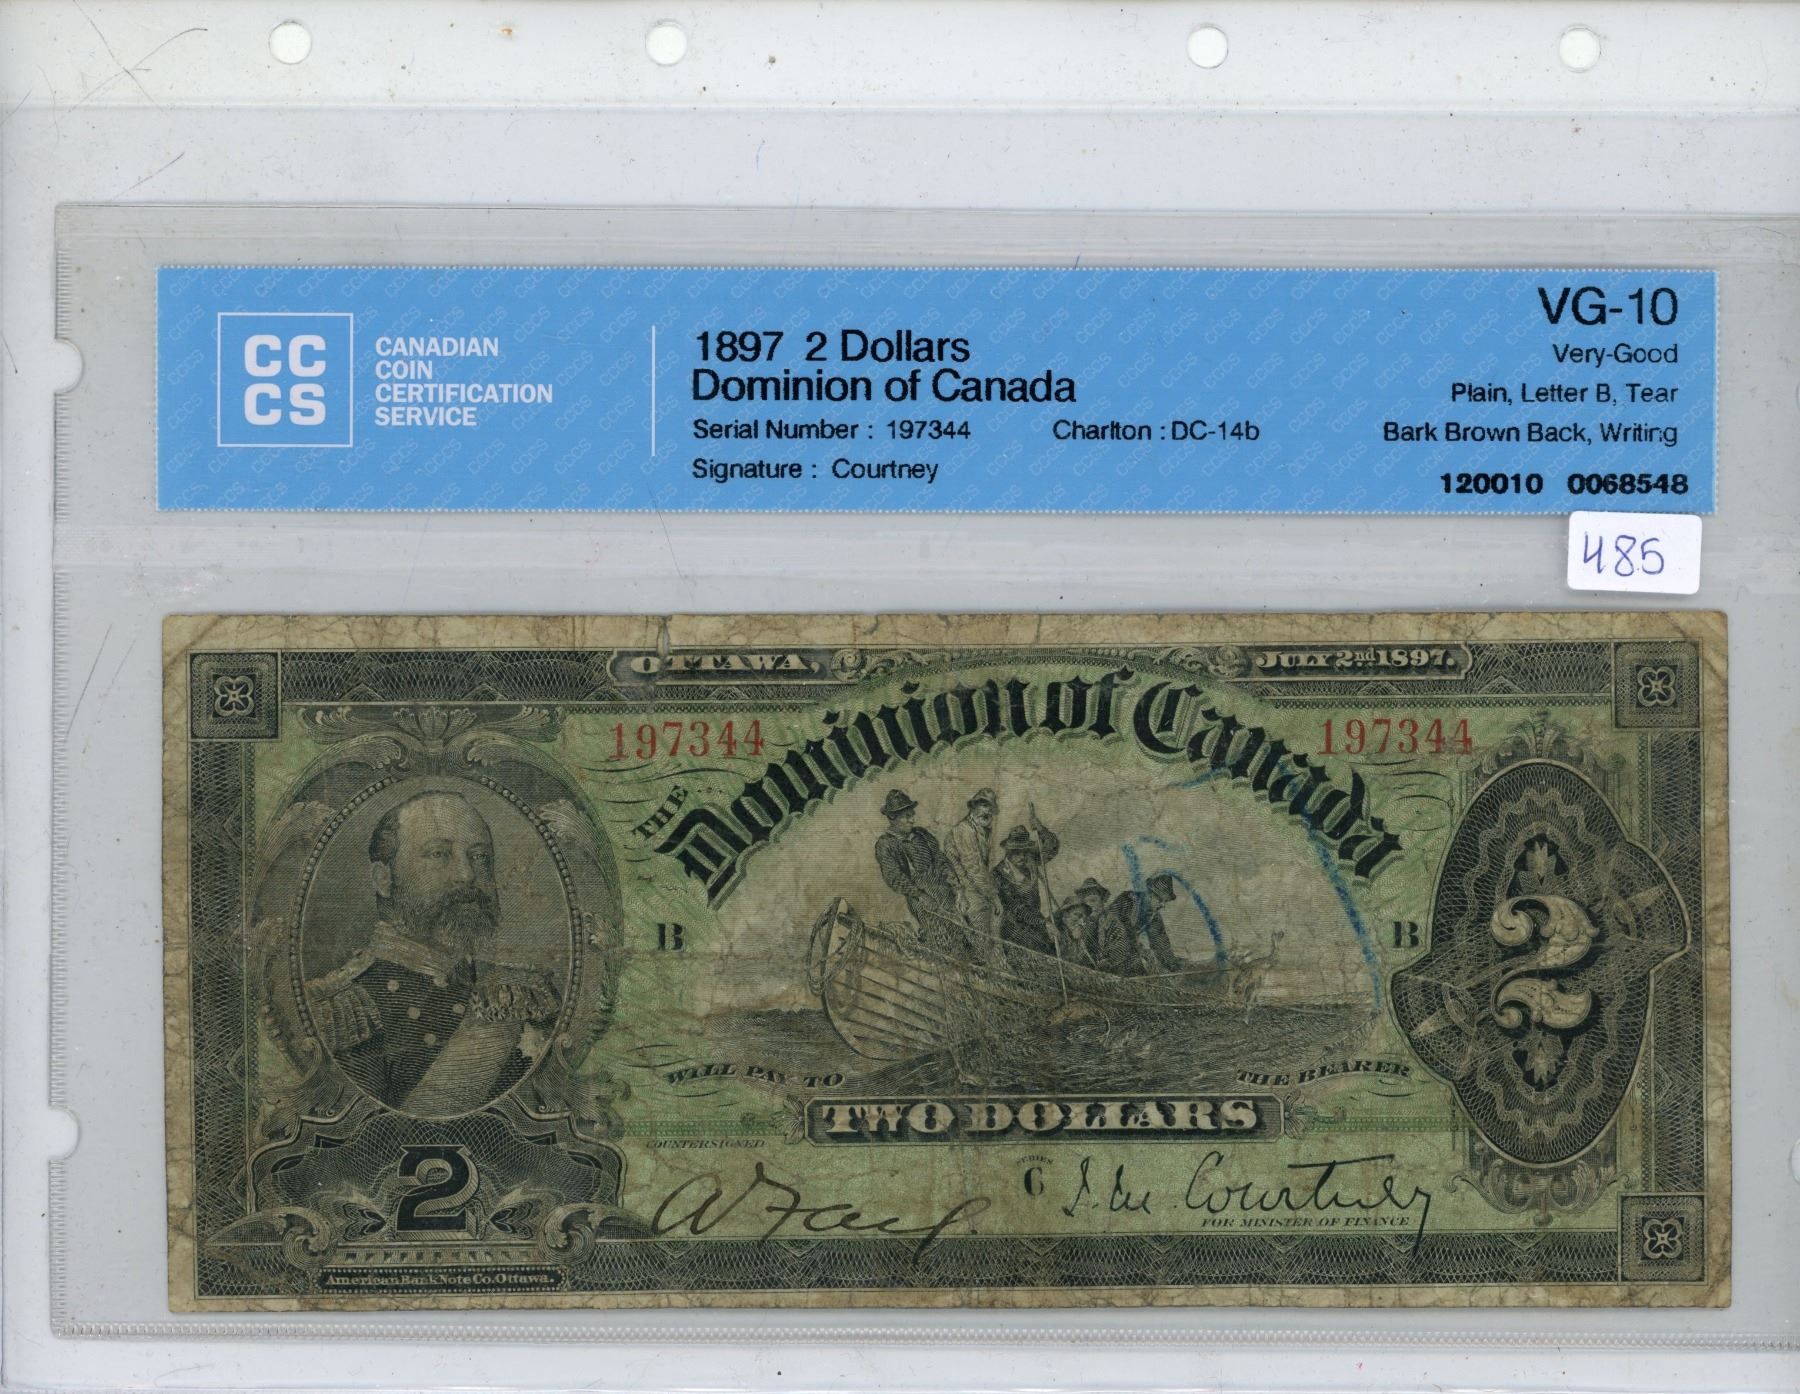 CC
CS
CANADIAN
COIN
CERTIFICATION
SERVICE
1897 2 Dollars
Dominion of Canada
Serial Number : 197344 Charlton : DC-14b
Signature : Courtney
VG-10
Very-Good
Plain, Letter B, Tear
Bark Brown Back, Writing
120010 0068548
485
OTTAWA, JULY 2nd 1897.
197344 197344
THE Dominion of Canada
B B
5
2
WILL PAY TO THE BEARER
TWO DOLLARS
COUNTERSIGNED
SERIES
C
2
J. M. Courtney
FOR MINISTER OF FINANCE
American Bank Note Co. Ottawa.